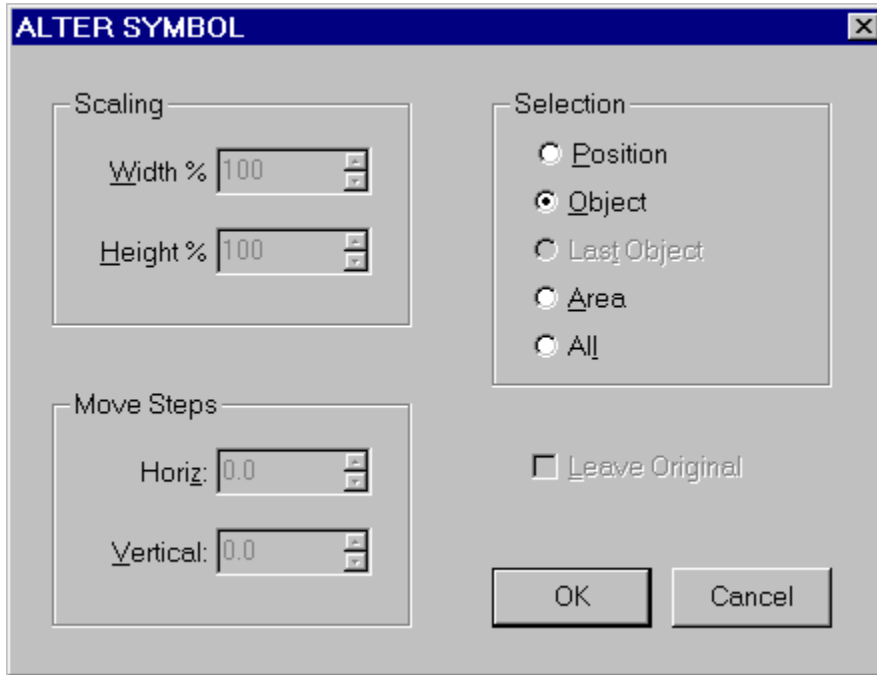 ALTER SYMBOL
Scaling
Width % 100
Height % 100
Move Steps
Horiz: 0.0
Vertical: 0.0
Selection
Position
Object
Last Object
Area
All
Leave Original
OK
Cancel